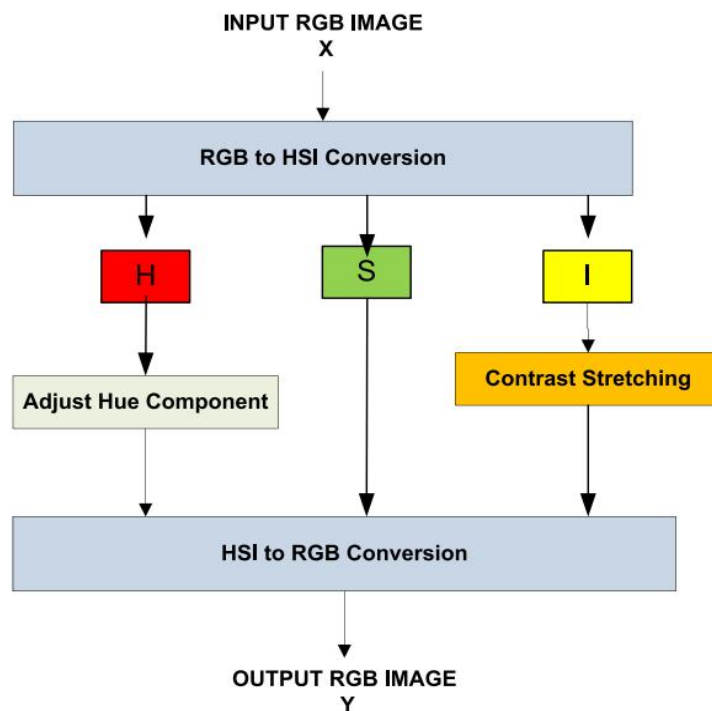 INPUT RGB IMAGE
X
RGB to HSI Conversion
H
S
I
Adjust Hue Component
Contrast Stretching
HSI to RGB Conversion
OUTPUT RGB IMAGE
Y